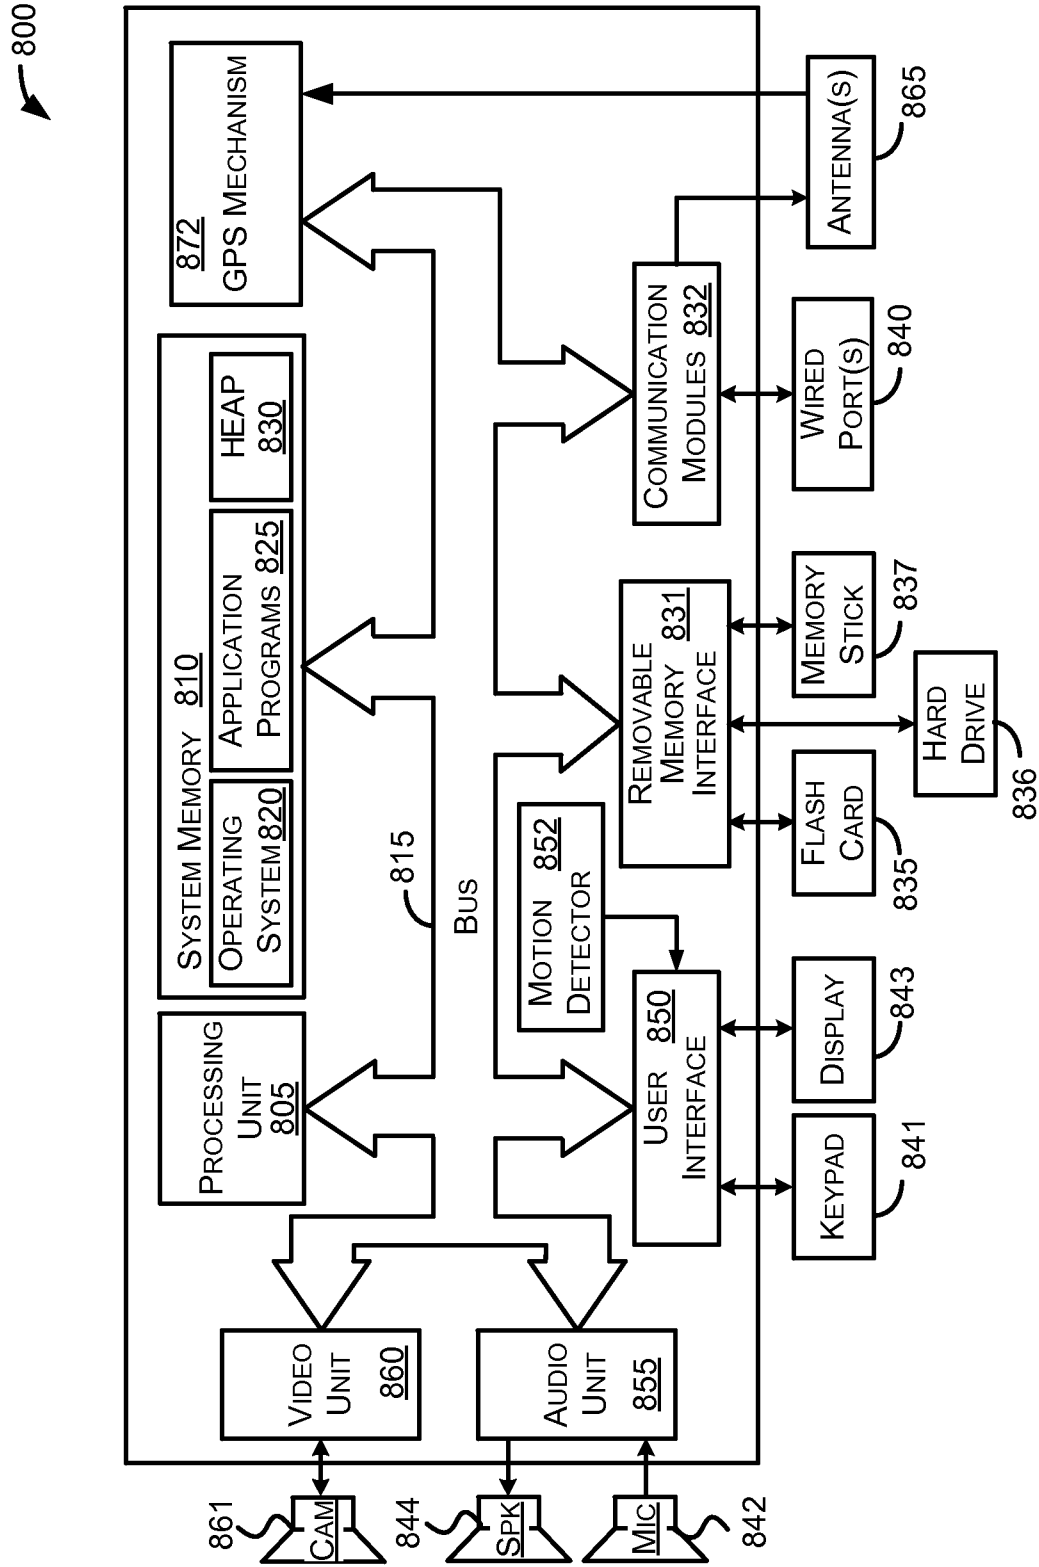 800
PROCESSING
UNIT
805
SYSTEM MEMORY 810
OPERATING
SYSTEM 820
APPLICATION
PROGRAMS 825
HEAP
830
872
GPS MECHANISM
815
BUS
VIDEO
UNIT
860
AUDIO
UNIT
855
861
CAM
844
SPK
MIC
842
MOTION 852
DETECTOR
USER 850
INTERFACE
REMOVABLE
MEMORY 831
INTERFACE
COMMUNICATION
MODULES 832
KEYPAD
841
DISPLAY
843
FLASH
CARD
835
HARD
DRIVE
836
MEMORY
STICK
837
WIRED
PORT(S)
840
ANTENNA(S)
865